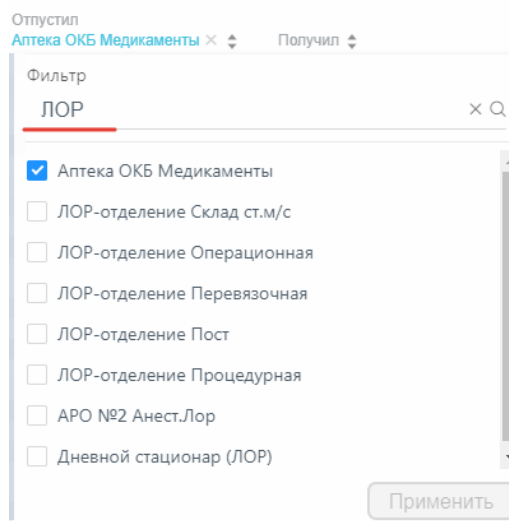 Отпустил
Аптека ОКБ Медикаменты Получил
Фильтр
ЛОР
Аптека ОКБ Медикаменты
ЛОР-отделение Склад ст.м/с
ЛОР-отделение Операционная
ЛОР-отделение Перевязочная
ЛОР-отделение Пост
ЛОР-отделение Процедурная
АРО №2 Анест.Лор
Дневной стационар (ЛОР)
Применить